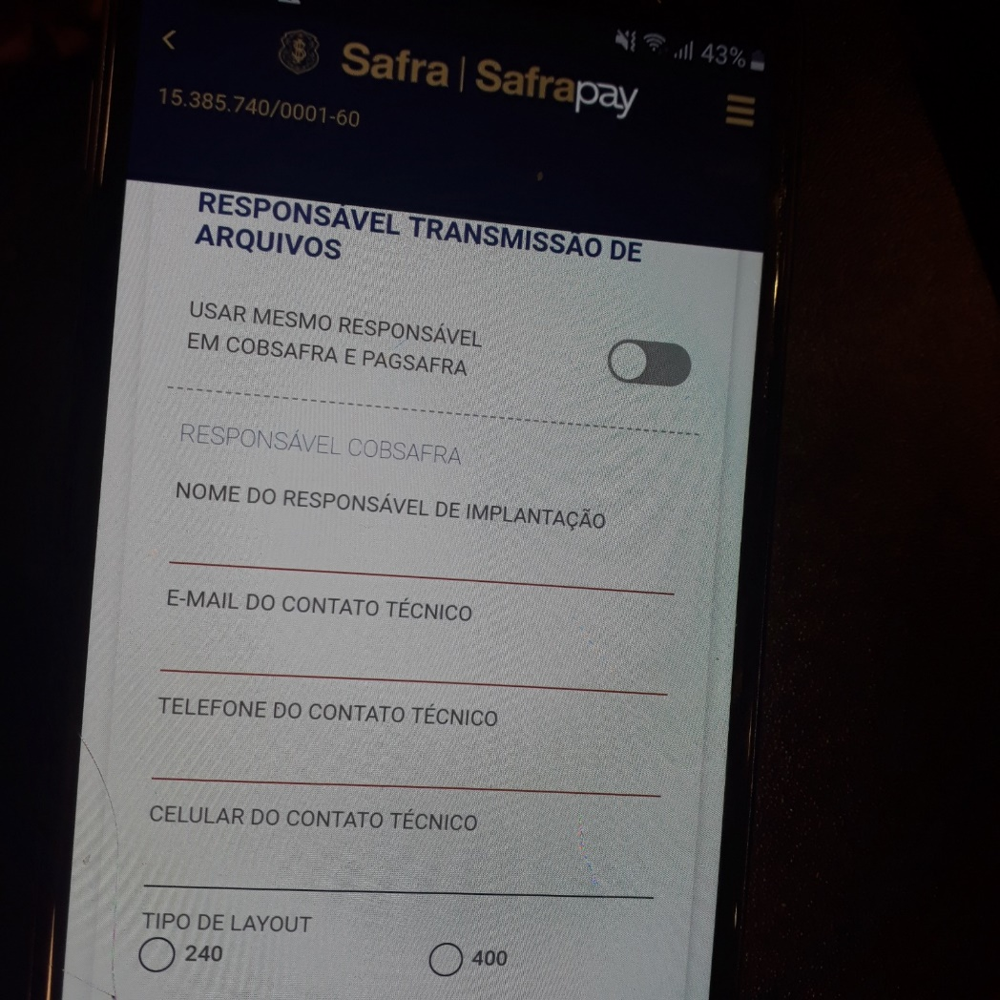 43%
Safra | Safrapay
15.385.740/0001-60
RESPONSÁVEL TRANSMISSÃO DE
ARQUIVOS
USAR MESMO RESPONSÁVEL
EM COBSAFRA E PAGSAFRA
RESPONSÁVEL COBSAFRA
NOME DO RESPONSÁVEL DE IMPLANTAÇÃO
E-MAIL DO CONTATO TÉCNICO
TELEFONE DO CONTATO TÉCNICO
CELULAR DO CONTATO TÉCNICO
TIPO DE LAYOUT
240 400